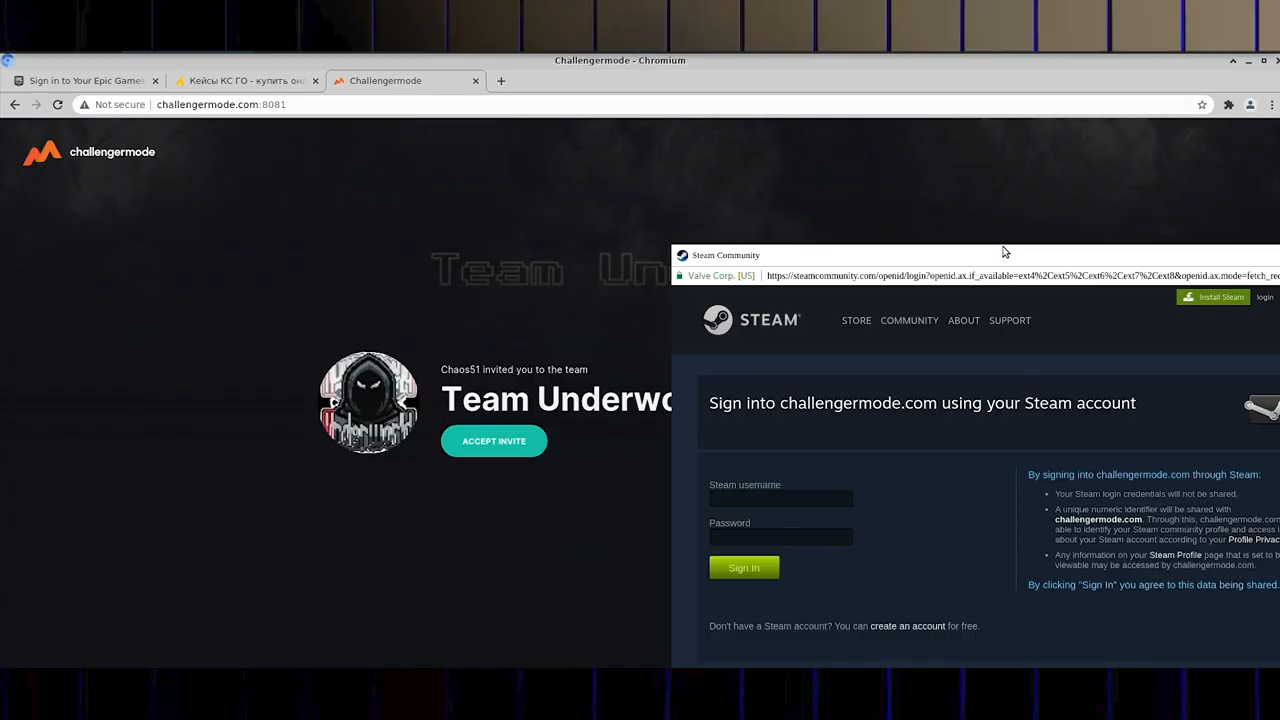 Challengermode - Chromium
Sign in to Your Epic Games
Кейсы КС ГО - купить онл
Challengermode
Not secure
challengermode.com:8081
challengermode
Team Un
Chaos51 invited you to the team
Team Underwo
ACCEPT INVITE
Steam Community
Valve Corp. [US]
https://steamcommunity.com/openid/login?openid.ax.if_available=ext4%2Cext5%2Cext6%2Cext7%2Cext8&openid.ax.mode=fetch_rec
Install Steam
login
STEAM
STORE COMMUNITY ABOUT SUPPORT
Sign into challengermode.com using your Steam account
Steam username
Password
Sign In
Don't have a Steam account? You can create an account for free.
By signing into challengermode.com through Steam:
Your Steam login credentials will not be shared.
A unique numeric identifier will be shared with
challengermode.com. Through this, challengermode.com
able to identify your Steam community profile and access i
about your Steam account according to your Profile Privac
Any information on your Steam Profile page that is set to b
viewable may be accessed by challengermode.com.
By clicking "Sign In" you agree to this data being shared.